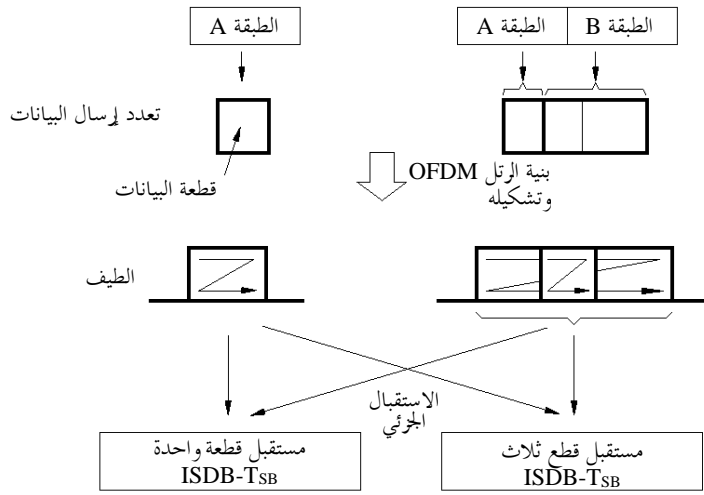 الطبقة A
الطبقة A
الطبقة B
تعدد إرسال البيانات
قطعة البيانات
بنية الرتل OFDM
وتشكيله
الطيف
الاستقبال
الجزئي
مستقبل قطعة واحدة
ISDB-TSB
مستقبل قطع ثلاث
ISDB-TSB